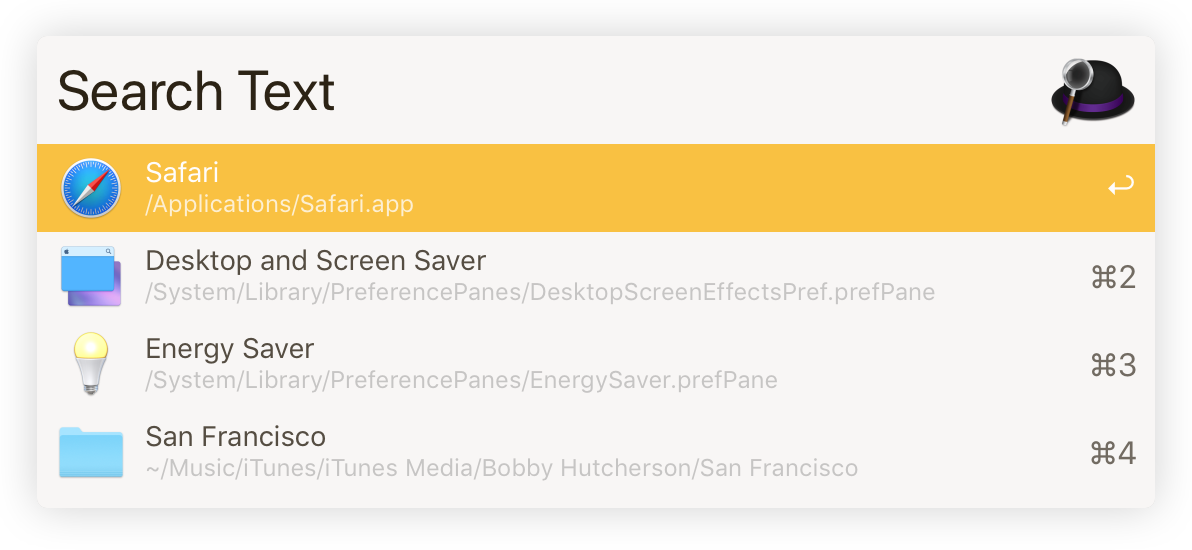 Search Text
Safari
/Applications/Safari.app
↩
Desktop and Screen Saver
/System/Library/PreferencePanes/DesktopScreenEffectsPref.prefPane
⌘2
Energy Saver
/System/Library/PreferencePanes/EnergySaver.prefPane
⌘3
San Francisco
~/Music/iTunes/iTunes Media/Bobby Hutcherson/San Francisco
⌘4